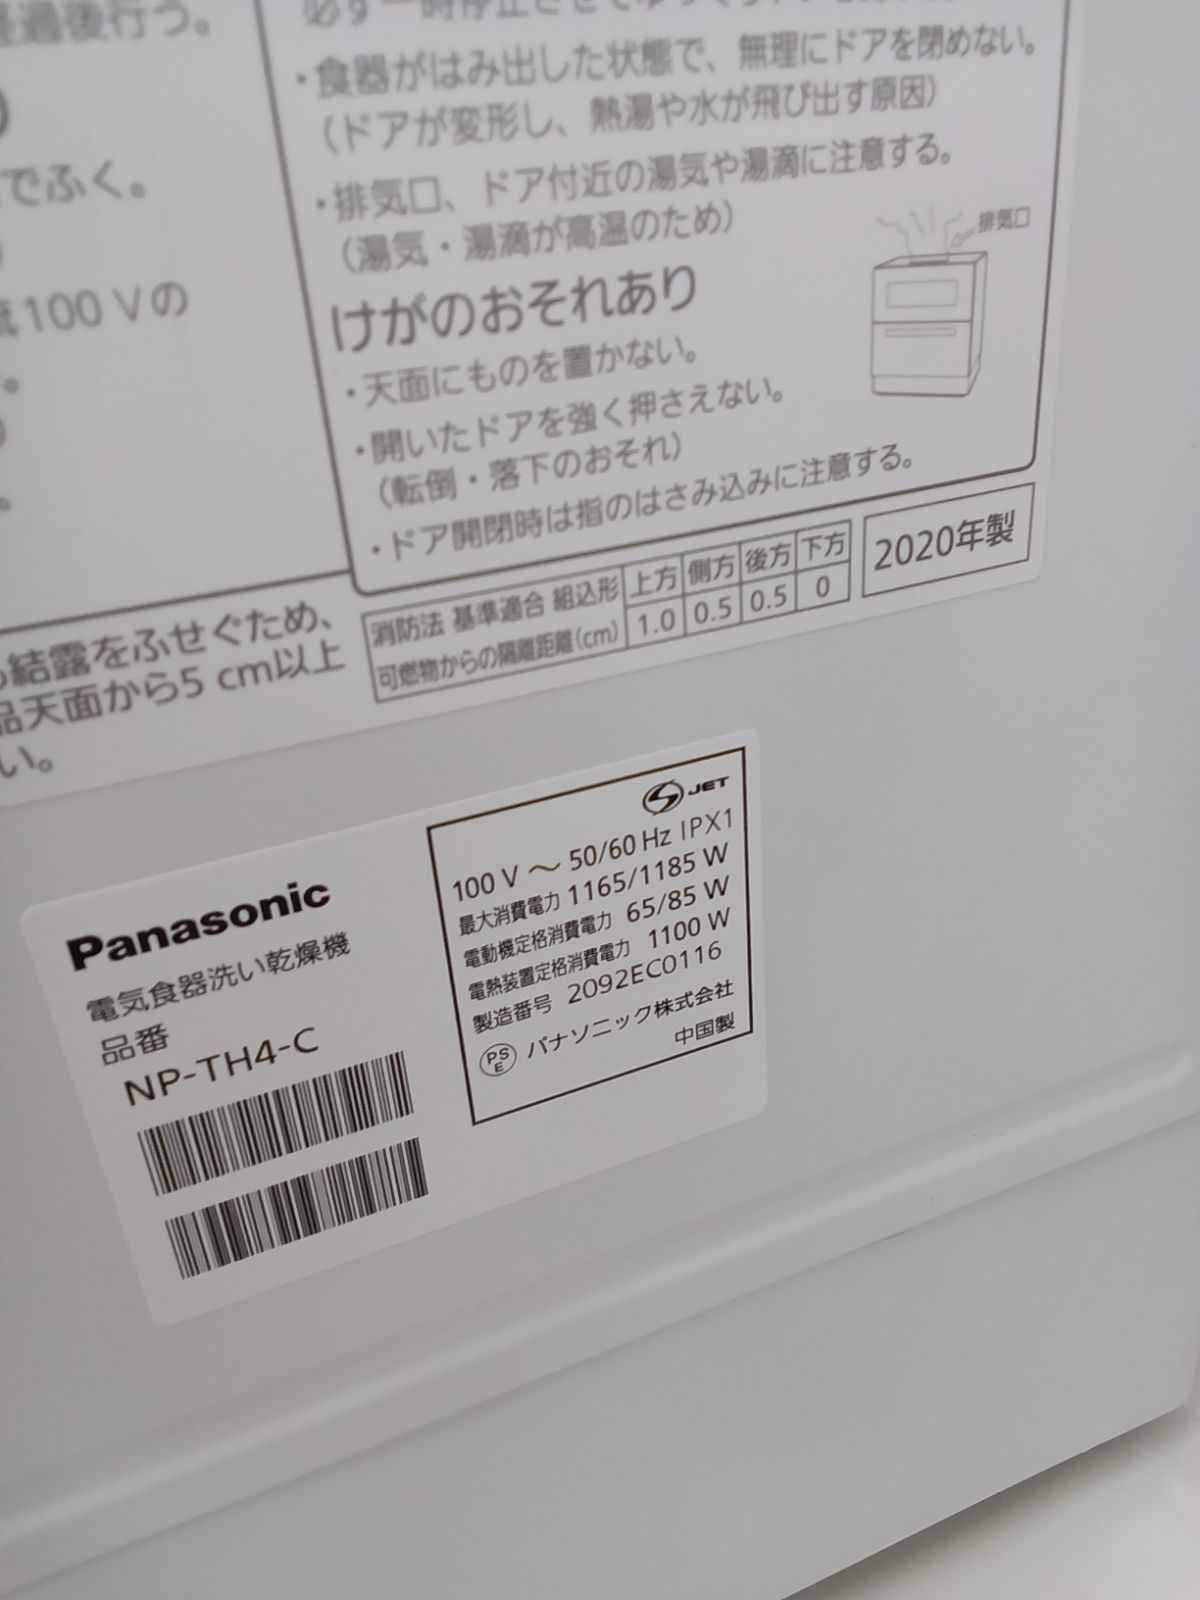 経過後行う。
でふく。
100 Vの
結露をふせぐため、
品天面から5 cm以上
い。
・食器がはみ出した状態で、無理にドアを閉めない。
（ドアが変形し、熱湯や水が飛び出す原因）
・排気口、ドア付近の湯気や湯滴に注意する。
（湯気・湯滴が高温のため）
排気口
けがのおそれあり
・天面にものを置かない。
・開いたドアを強く押さえない。
（転倒・落下のおそれ）
・ドア開閉時は指のはさみ込みに注意する。
消防法 基準適合 組込形 上方 側方 後方 下方
可燃物からの隔離距離(cm) 1.0 0.5 0.5 0
2020年製
Panasonic
電気食器洗い乾燥機
品番
NP-TH4-C
S JET
100 V ～ 50/60 Hz IPX1
最大消費電力 1165/1185 W
電動機定格消費電力 65/85 W
電熱装置定格消費電力 1100 W
製造番号 2092EC0116
PSE パナソニック株式会社
中国製